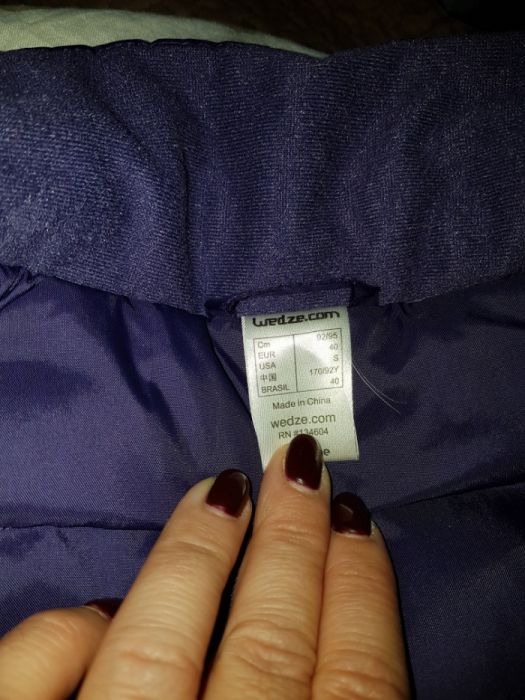 wedze.com
Cm 92/95
EUR 40
USA S
中国 170/92Y
BRASIL 40
Made in China
wedze.com
RN #134604